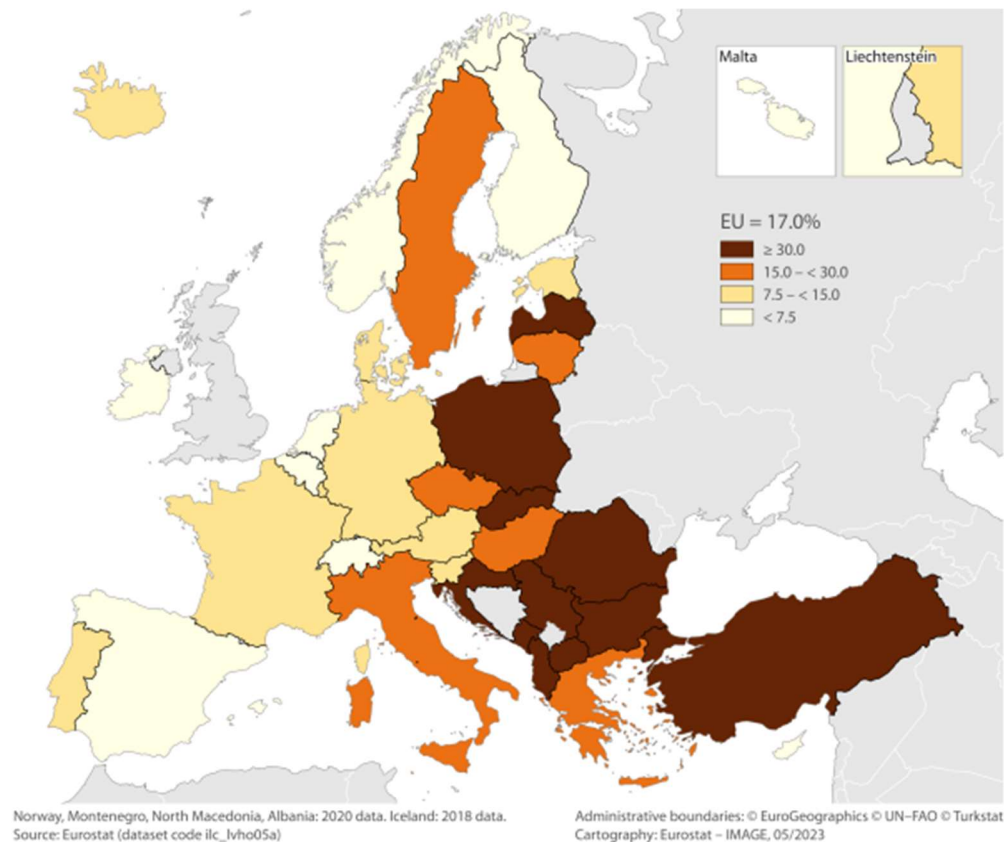 Malta
Liechtenstein
EU = 17.0%
≥ 30.0
15.0 – < 30.0
7.5 – < 15.0
< 7.5
Norway, Montenegro, North Macedonia, Albania: 2020 data. Iceland: 2018 data.
Source: Eurostat (dataset code ilc_lvho05a)
Administrative boundaries: © EuroGeographics © UN–FAO © Turkstat
Cartography: Eurostat – IMAGE, 05/2023